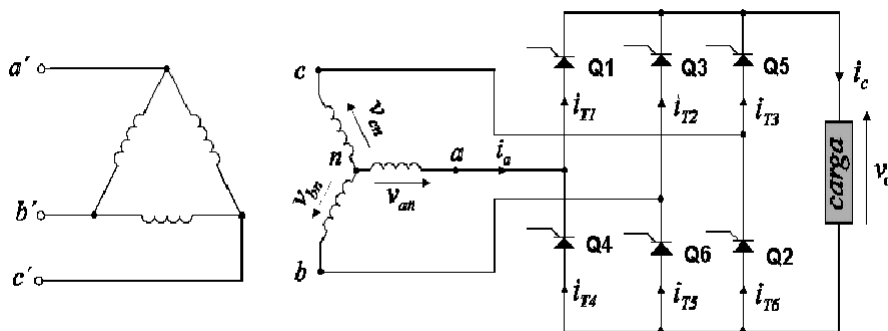 a'
b'
c'
c
n
b
a
v_cn
v_bn
v_an
i_a
Q1
Q3
Q5
i_T1
i_T2
i_T3
Q4
Q6
Q2
i_T4
i_T5
i_T6
i_c
carga